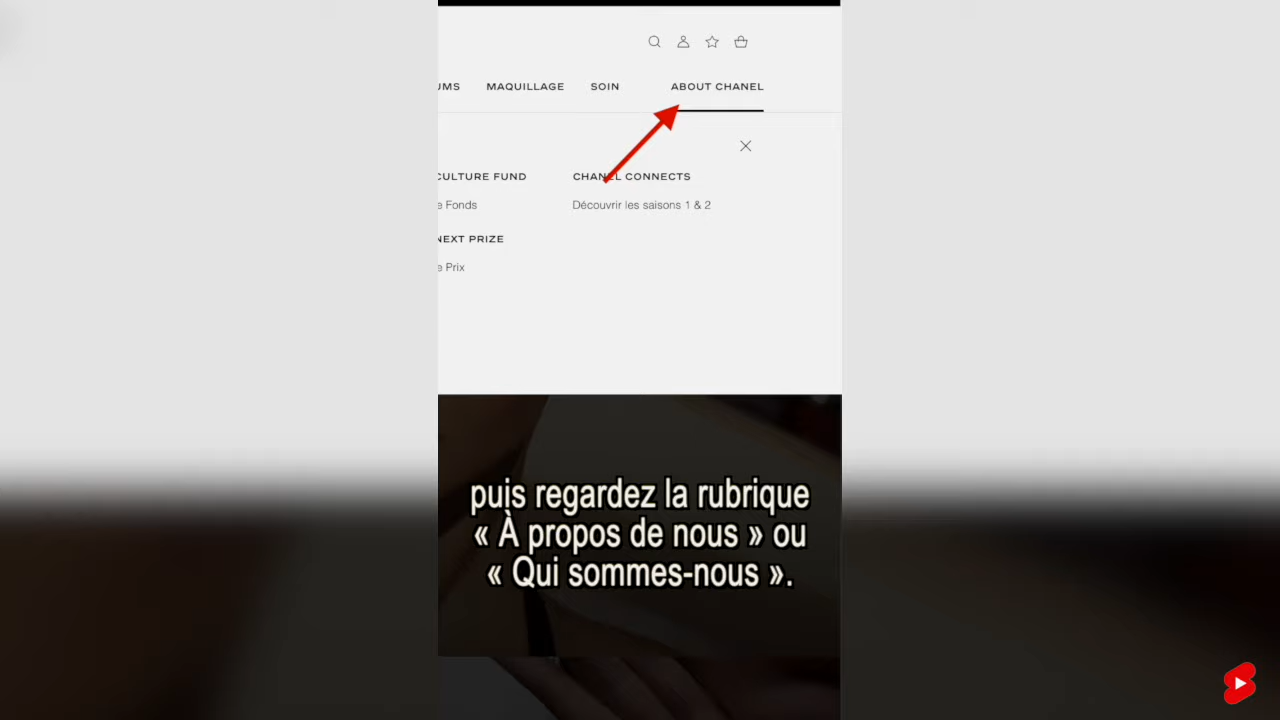 UMS MAQUILLAGE SOIN ABOUT CHANEL
CULTURE FUND CHANEL CONNECTS
e Fonds Découvrir les saisons 1 & 2
NEXT PRIZE
e Prix
puis regardez la rubrique
« À propos de nous » ou
« Qui sommes-nous ».